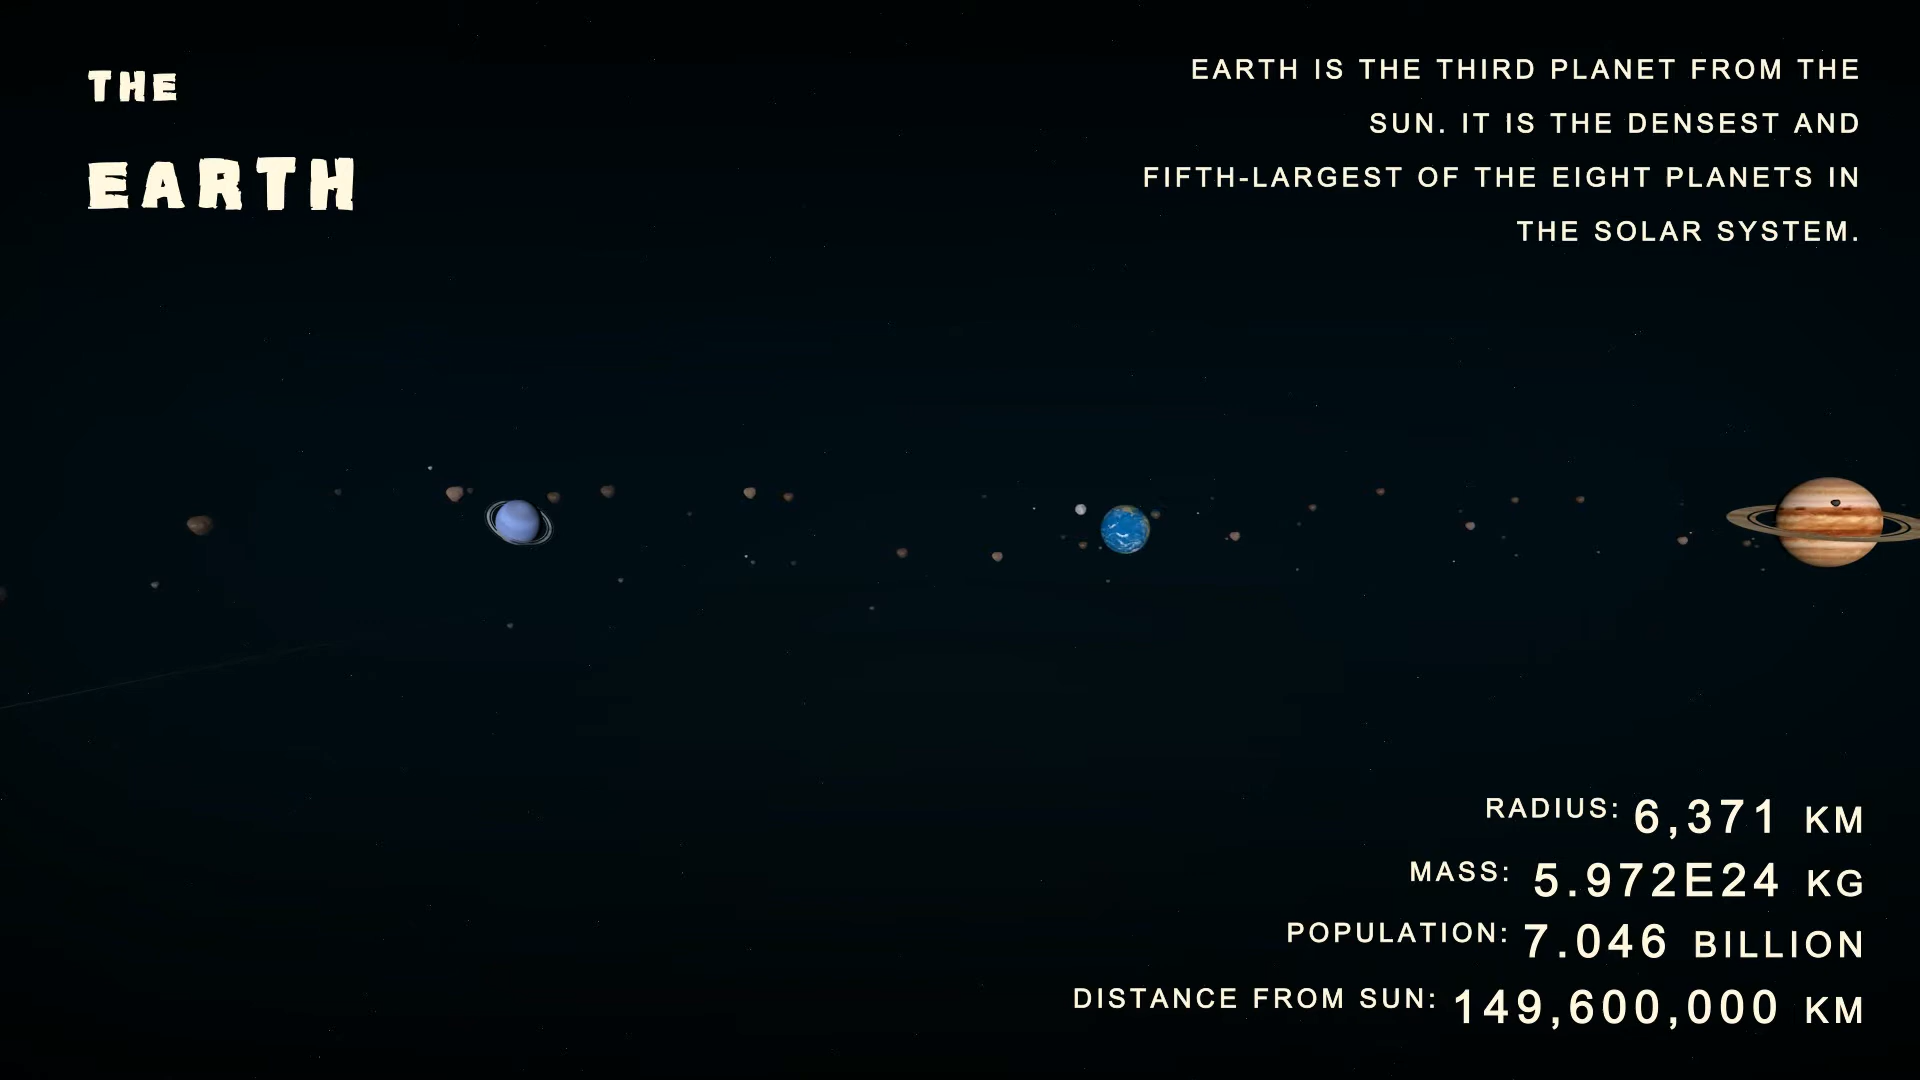 THE
EARTH
EARTH IS THE THIRD PLANET FROM THE
SUN. IT IS THE DENSEST AND
FIFTH-LARGEST OF THE EIGHT PLANETS IN
THE SOLAR SYSTEM.
RADIUS: 6,371 KM
MASS: 5.972E24 KG
POPULATION: 7.046 BILLION
DISTANCE FROM SUN: 149,600,000 KM